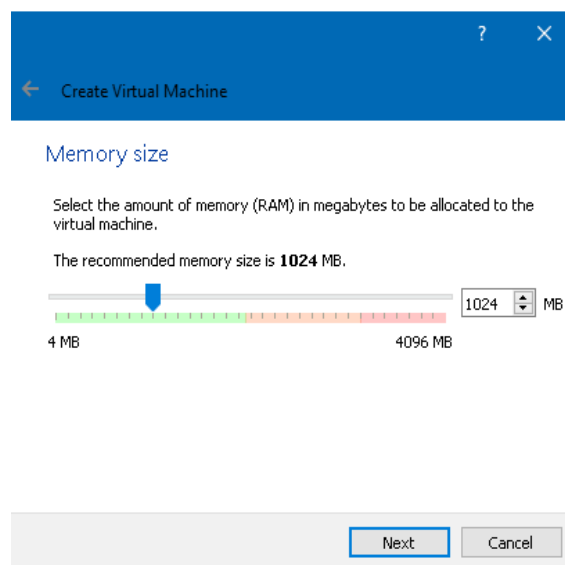 ?
Create Virtual Machine
Memory size
Select the amount of memory (RAM) in megabytes to be allocated to the
virtual machine.
The recommended memory size is 1024 MB.
1024 MB
4 MB 4096 MB
Next Cancel